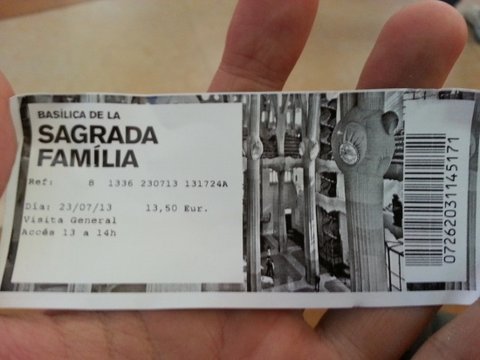 BASÍLICA DE LA
SAGRADA
FAMÍLIA
Ref: 8 1336 230713 131724A
Dia: 23/07/13 13,50 Eur.
Visita General
Accés 13 a 14h
07262031145171